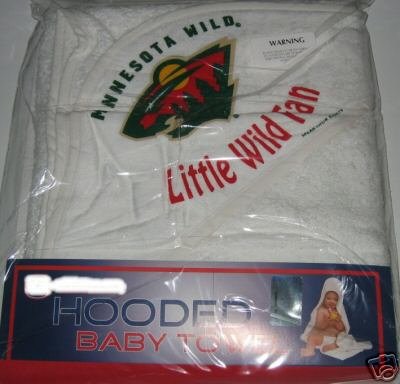 MINNESOTA WILD
WARNING
Little Wild Fan
HOODED
BABY TOWEL